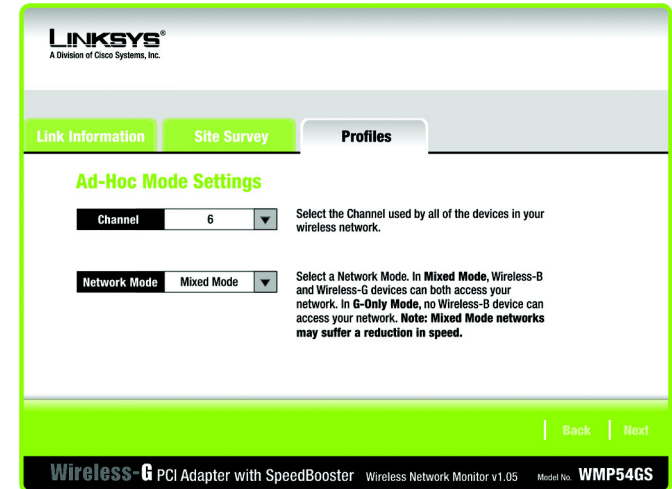 LINKSYS®
A Division of Cisco Systems, Inc.
Link Information Site Survey Profiles
Ad-Hoc Mode Settings
Channel 6
Select the Channel used by all of the devices in your
wireless network.
Network Mode Mixed Mode
Select a Network Mode. In Mixed Mode, Wireless-B
and Wireless-G devices can both access your
network. In G-Only Mode, no Wireless-B device can
access your network. Note: Mixed Mode networks
may suffer a reduction in speed.
Back Next
Wireless-G PCI Adapter with SpeedBooster Wireless Network Monitor v1.05 Model No. WMP54GS